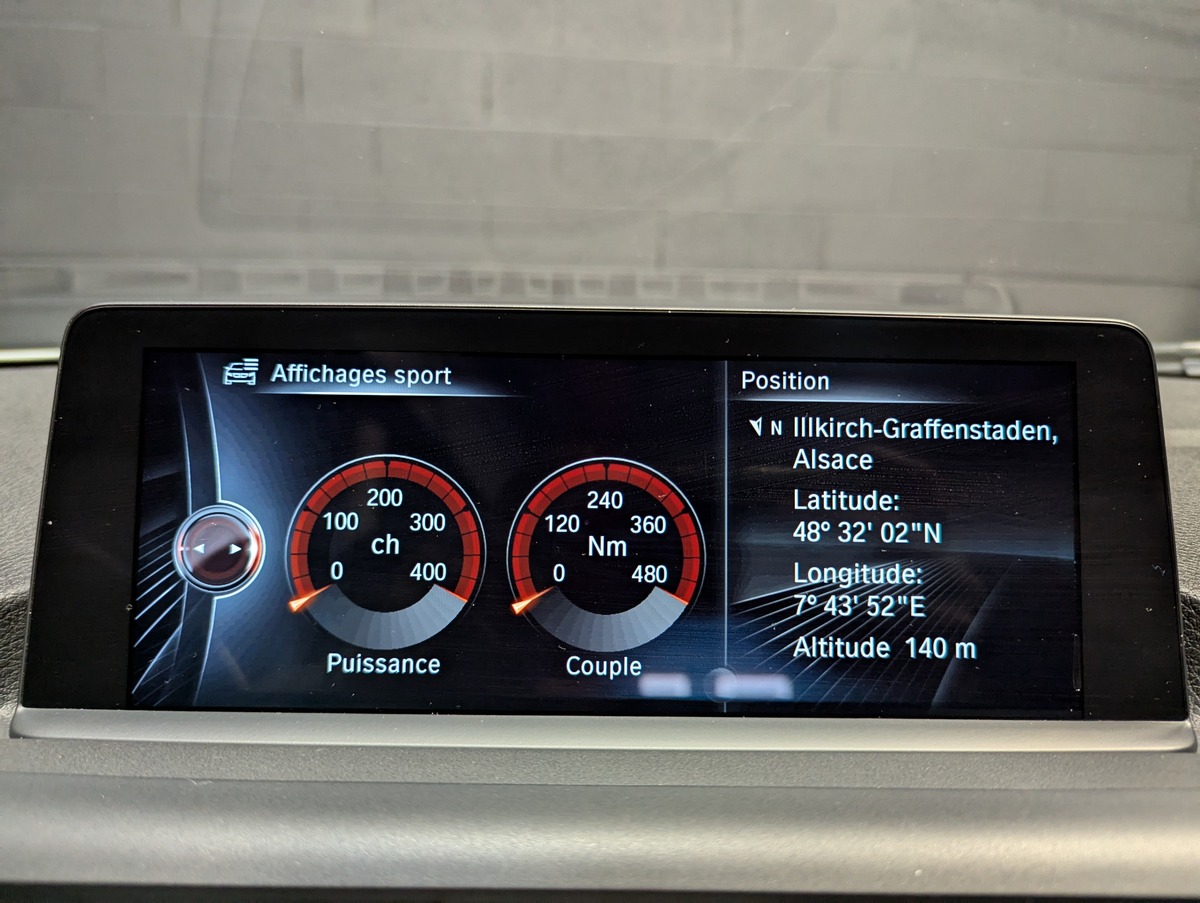 Affichages sport
200
100 300
ch
0 400
Puissance
240
120 360
Nm
0 480
Couple
Position
N Illkirch-Graffenstaden,
Alsace
Latitude:
48° 32' 02"N
Longitude:
7° 43' 52"E
Altitude 140 m